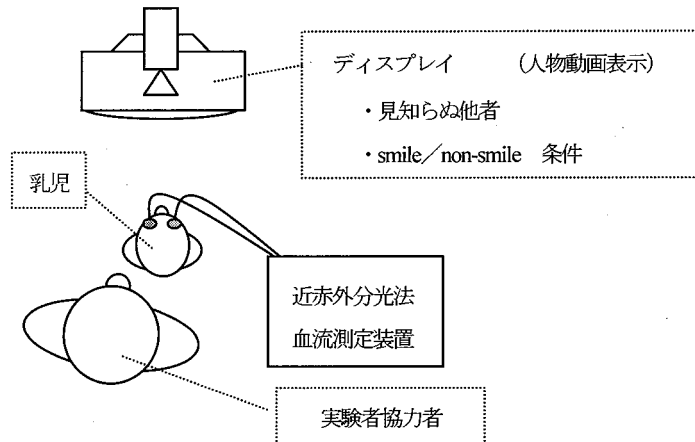 ディスプレイ (人物動画表示)
・見知らぬ他者
・smile/non-smile 条件
乳児
近赤外分光法
血流測定装置
実験者協力者